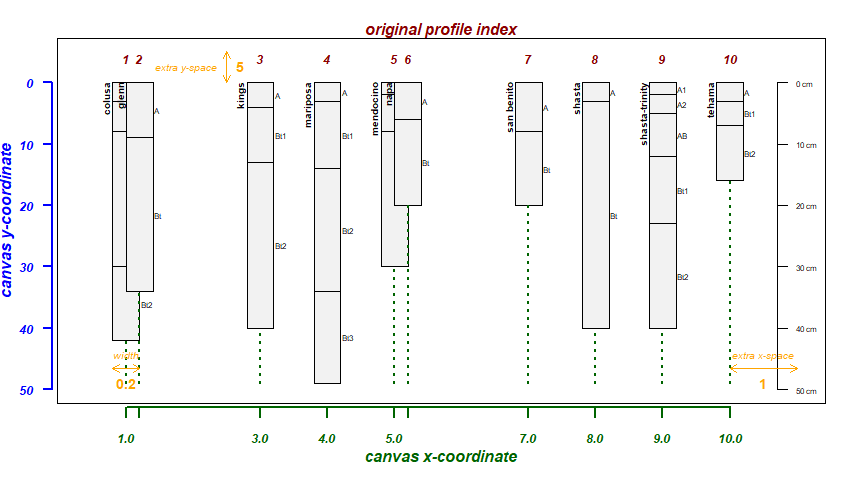 original profile index
1 2 3 4 5 6 7 8 9 10
extra y-space 5
colusa
glenn
kings
mariposa
mendocino
napa
san benito
shasta
shasta-trinity
tehama
canvas y-coordinate
0
10
20
30
40
50
A
Bt
Bt2
A
Bt1
Bt2
A
Bt1
Bt2
Bt3
A
Bt
A
Bt
A
Bt
A1
A2
AB
Bt1
Bt2
A
Bt1
Bt2
0 cm
10 cm
20 cm
30 cm
40 cm
50 cm
width
0.2
extra x-space
1
1.0 3.0 4.0 5.0 7.0 8.0 9.0 10.0
canvas x-coordinate